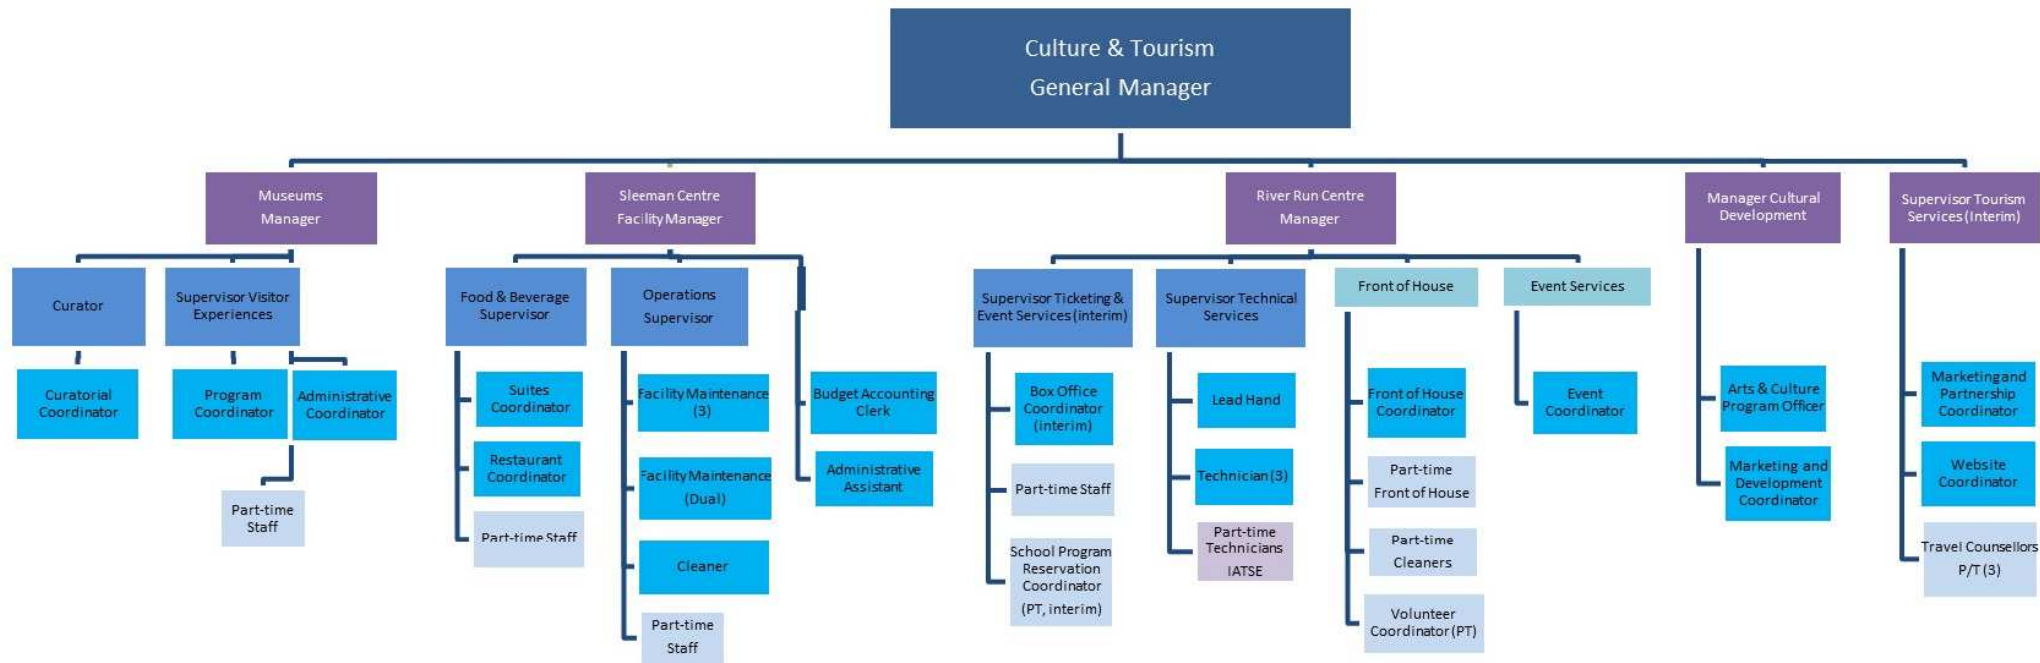 Culture & Tourism
General Manager
Museums
Manager
Sleeman Centre
Facility Manager
River Run Centre
Manager
Manager Cultural
Development
Supervisor Tourism
Services (Interim)
Curator
Supervisor Visitor
Experiences
Food & Beverage
Supervisor
Operations
Supervisor
Supervisor Ticketing &
Event Services (interim)
Supervisor Technical
Services
Front of House
Event Services
Curatorial
Coordinator
Program
Coordinator
Administrative
Coordinator
Part-time
Staff
Suites
Coordinator
Restaurant
Coordinator
Part-time Staff
Facility Maintenance
(3)
Facility Maintenance
(Dual)
Cleaner
Part-time
Staff
Budget Accounting
Clerk
Administrative
Assistant
Box Office
Coordinator
(interim)
Part-time Staff
School Program
Reservation
Coordinator
(PT, interim)
Lead Hand
Technician (3)
Part-time
Technicians
IATSE
Front of House
Coordinator
Part-time
Front of House
Part-time
Cleaners
Volunteer
Coordinator (PT)
Event
Coordinator
Arts & Culture
Program Officer
Marketing and
Development
Coordinator
Marketing and
Partnership
Coordinator
Website
Coordinator
Travel Counsellors
P/T (3)